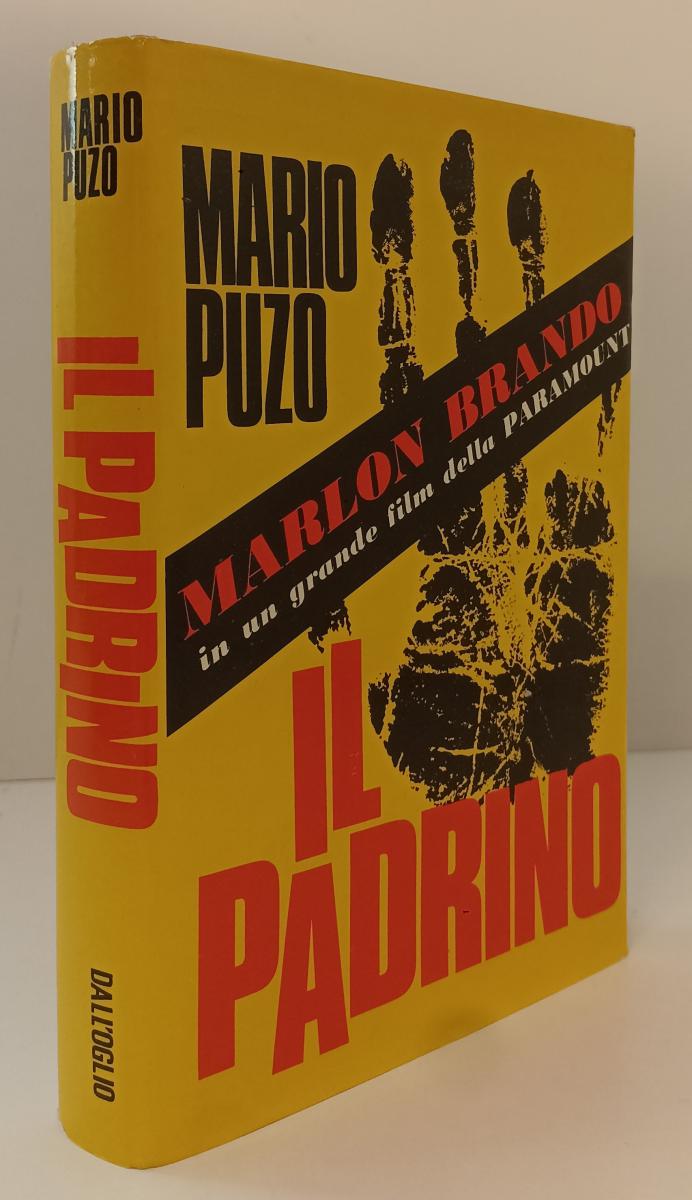 MARIO
PUZO
IL PADRINO
DALL'OGLIO
MARIO
PUZO
MARLON BRANDO
in un grande film della PARAMOUNT
IL
PADRINO